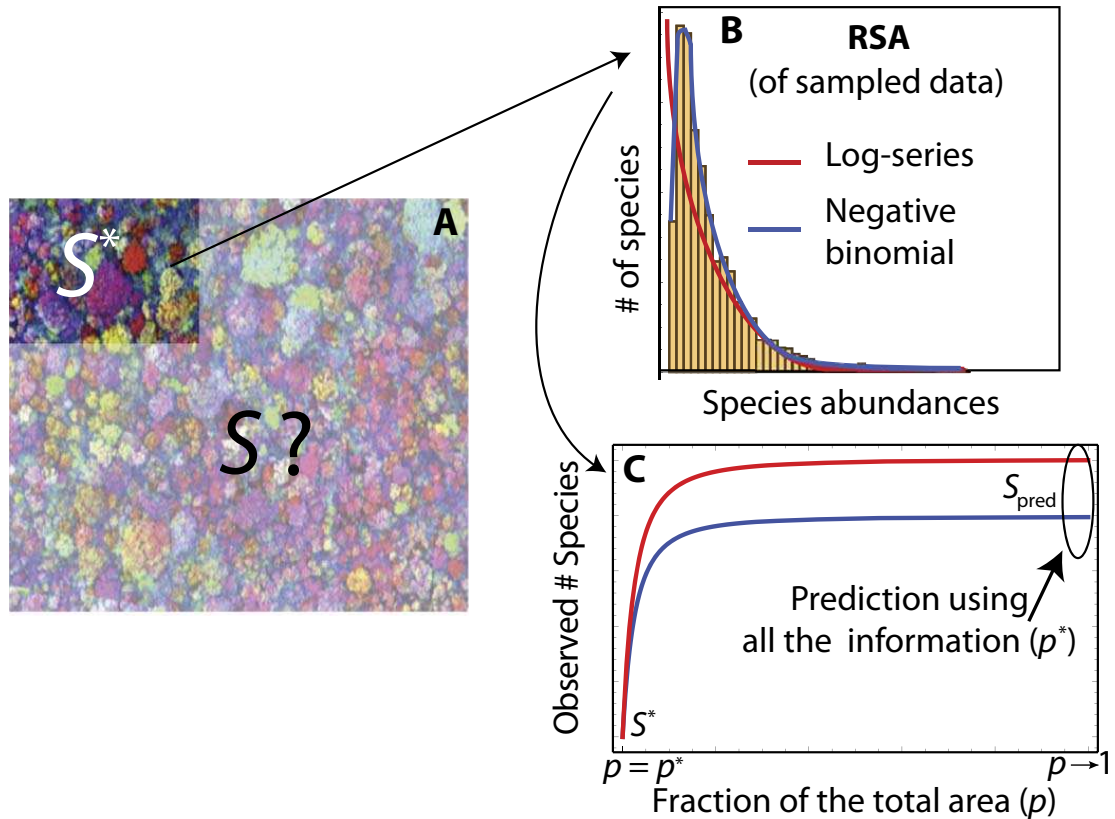 A
S*
S ?
B
RSA
(of sampled data)
Log-series
Negative
binomial
# of species
Species abundances
C
S_pred
Prediction using
all the information (p*)
Observed # Species
S*
p = p*
p→1
Fraction of the total area (p)